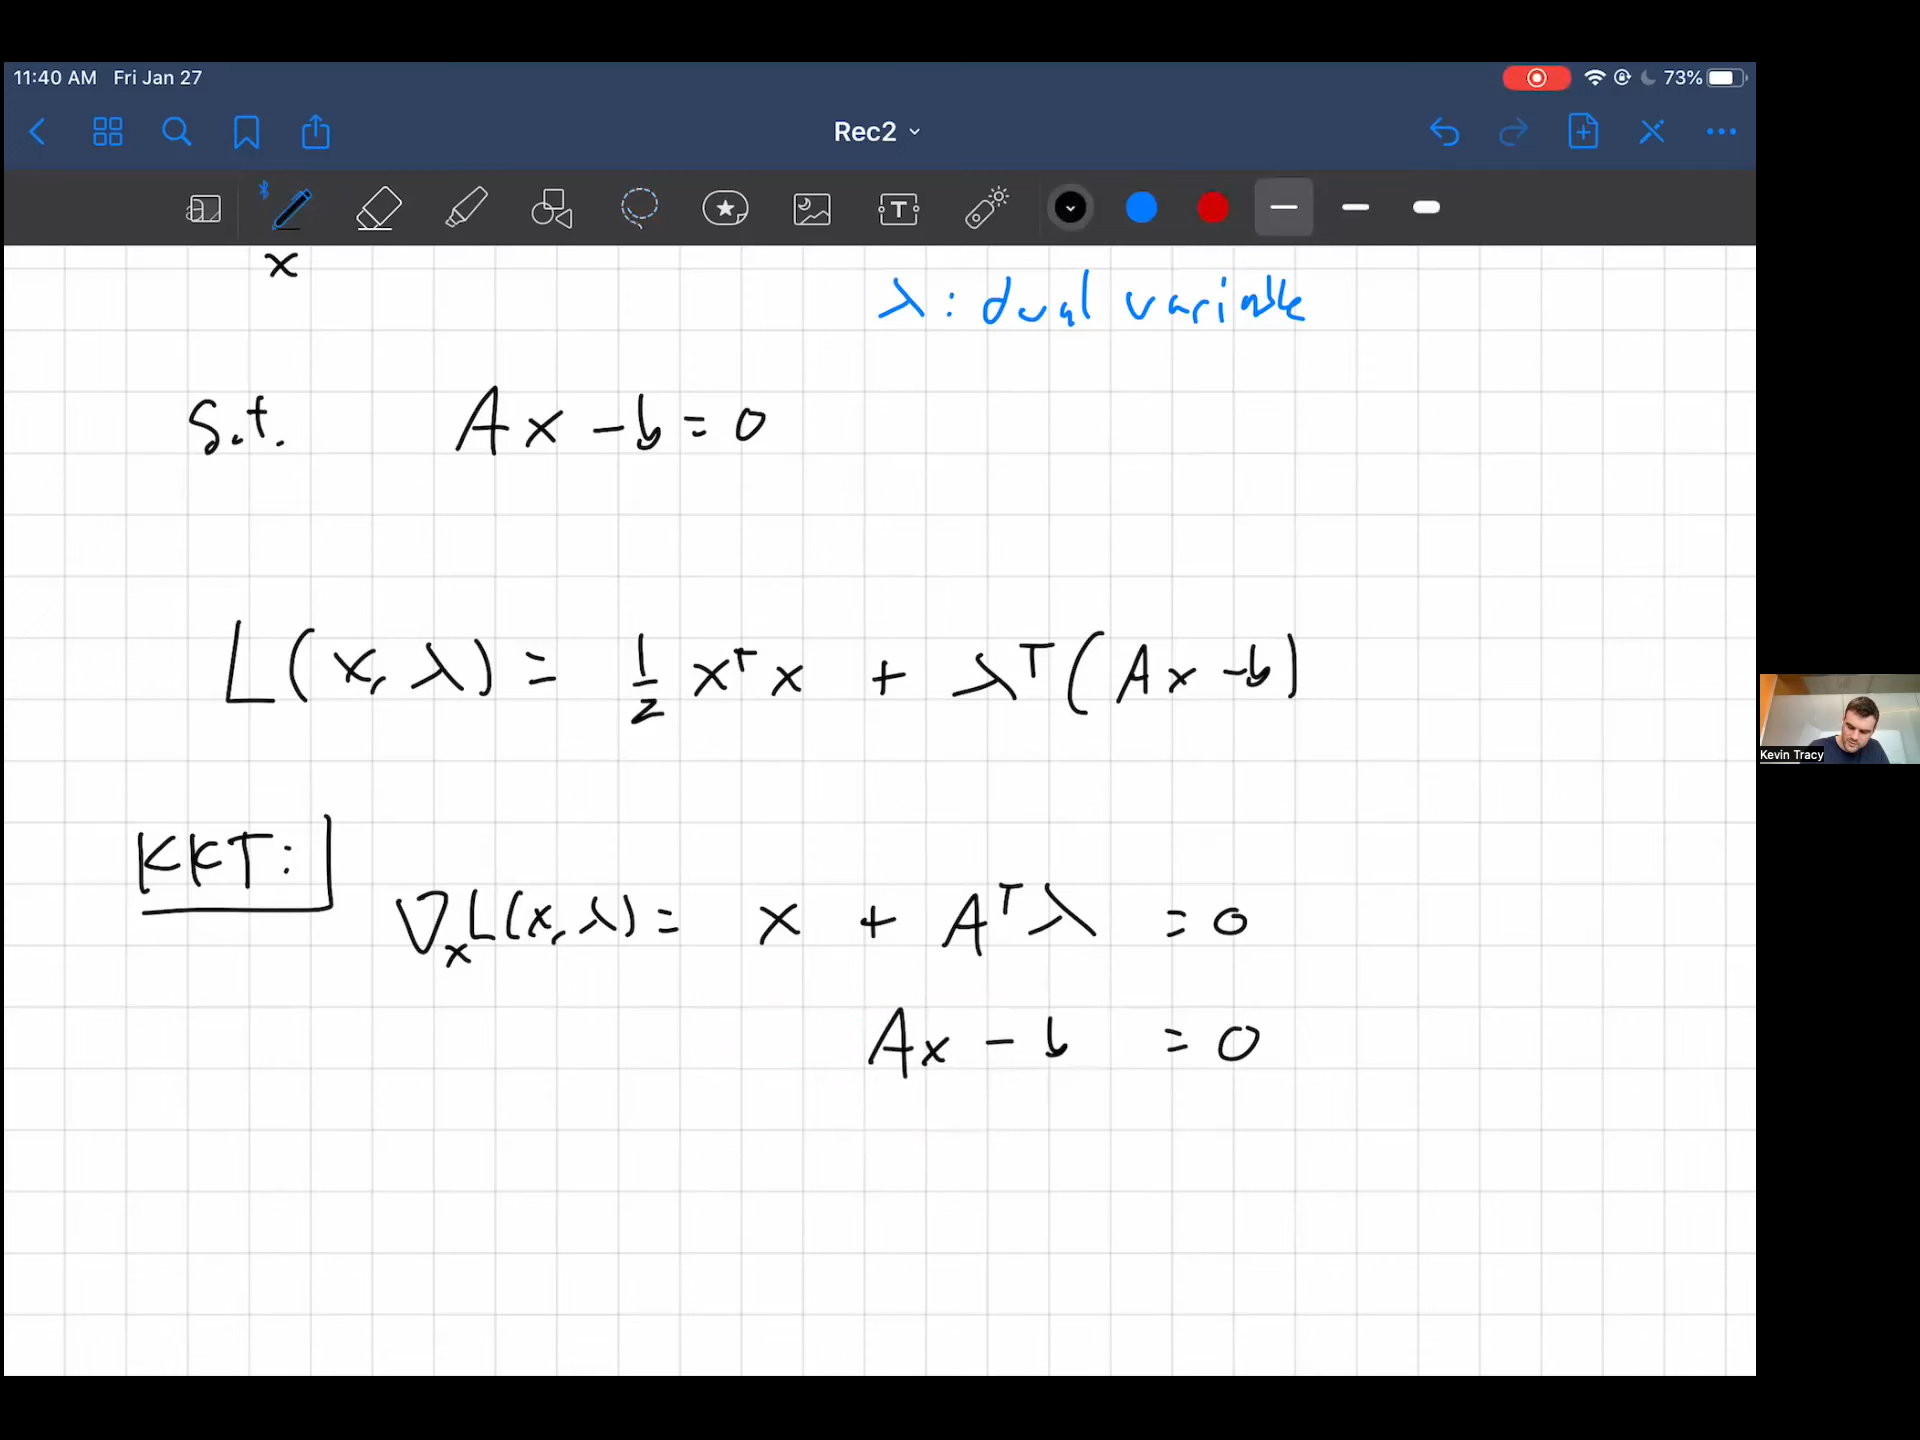 11:40 AM Fri Jan 27
73%
Rec2
T
x
λ: dual variable
s.t. Ax - b = 0
L(x, λ) = 1/2 xᵀx + λᵀ(Ax - b)
KKT:
∇ₓL(x, λ) = x + Aᵀλ = 0
Ax - b = 0
Kevin Tracy